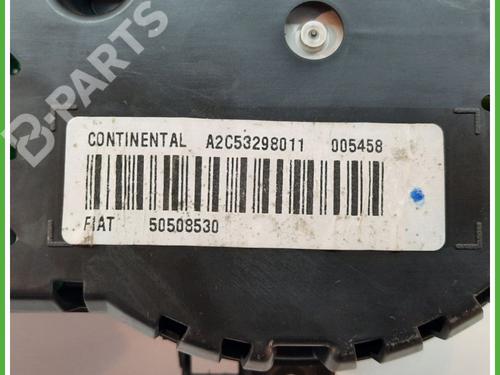 B-PARTS
CONTINENTAL A2C53298011 005458
FIAT 50508530